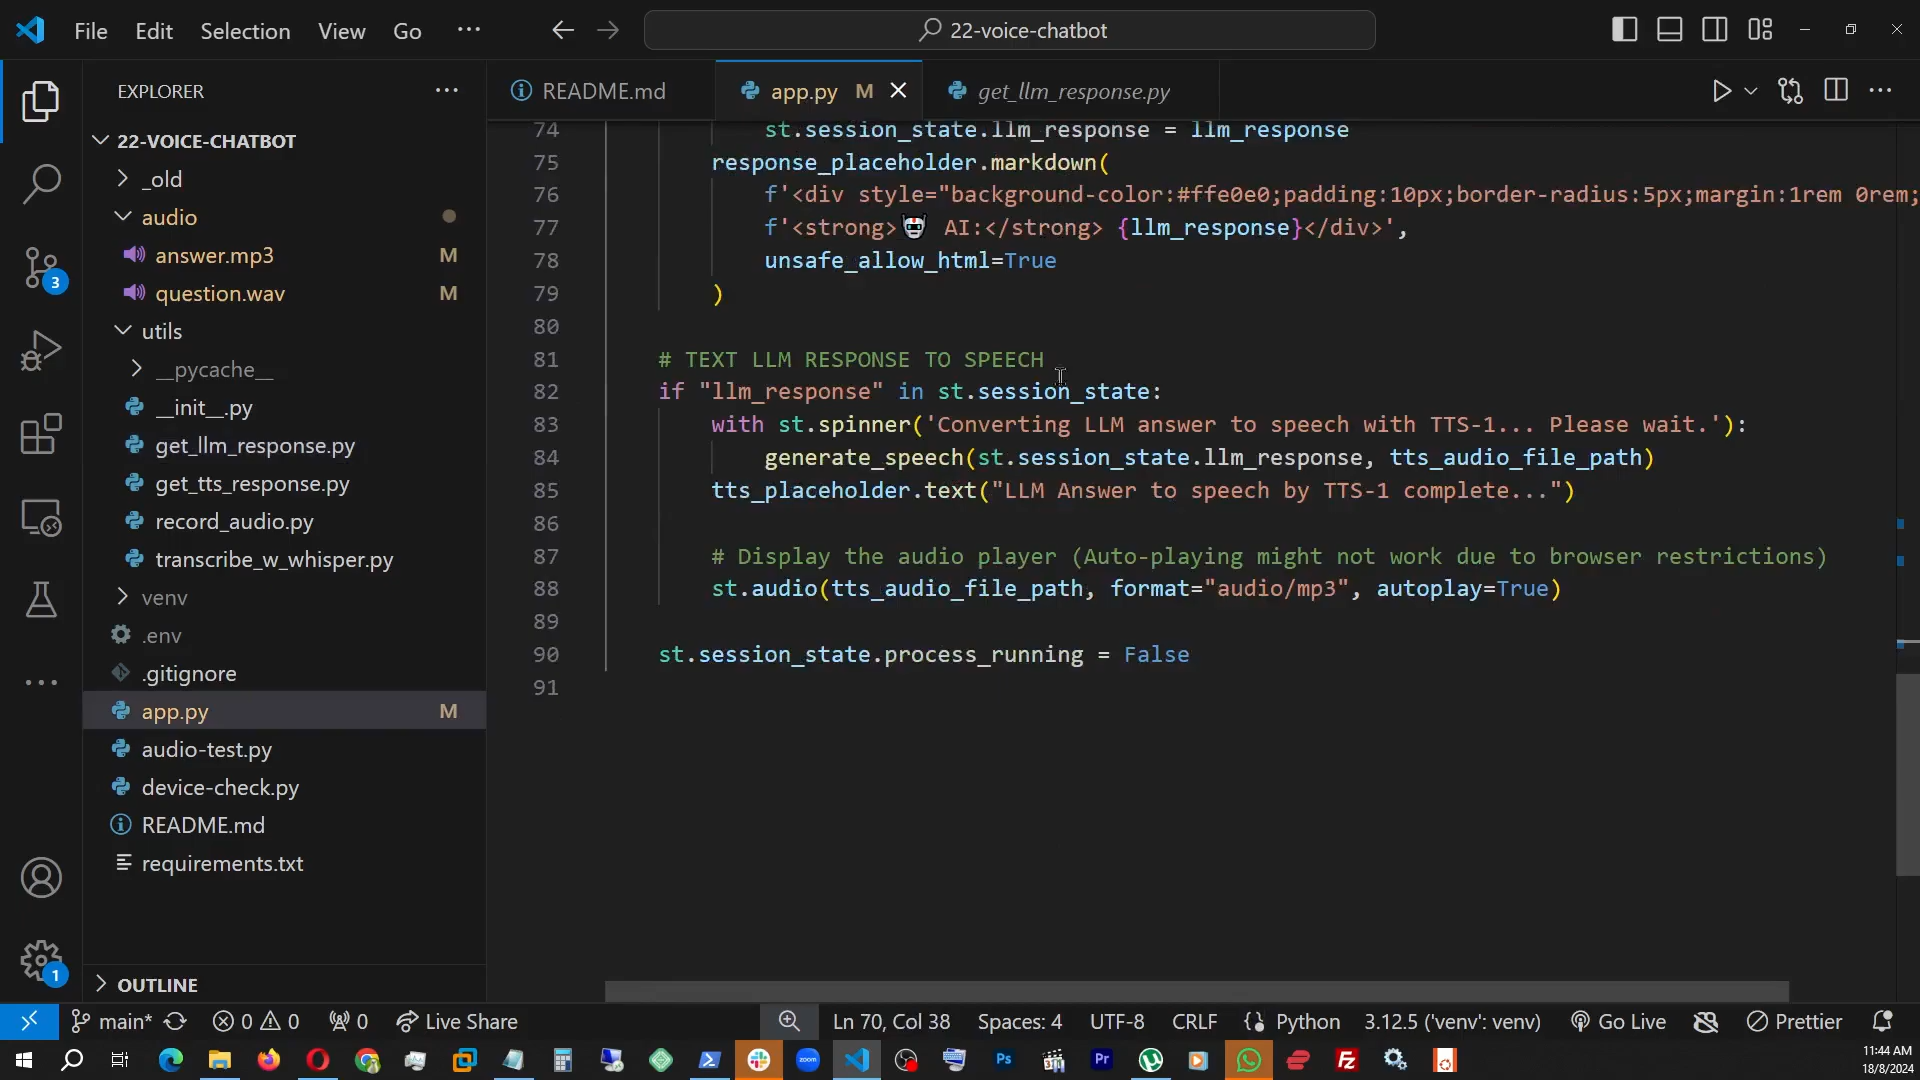 File Edit Selection View Go ··· 22-voice-chatbot
EXPLORER
README.md app.py M get_llm_response.py
22-VOICE-CHATBOT
_old
audio
answer.mp3 M
question.wav M
utils
__pycache__
__init__.py
get_llm_response.py
get_tts_response.py
record_audio.py
transcribe_w_whisper.py
venv
.env
.gitignore
app.py M
audio-test.py
device-check.py
README.md
requirements.txt
OUTLINE
3
1
74 st.session_state.llm_response = llm_response
75 response_placeholder.markdown(
76 f'<div style="background-color:#ffe0e0;padding:10px;border-radius:5px;margin:1rem 0rem;
77 f'<strong>🤖 AI:</strong> {llm_response}</div>',
78 unsafe_allow_html=True
79 )
80
81 # TEXT LLM RESPONSE TO SPEECH
82 if "llm_response" in st.session_state:
83 with st.spinner('Converting LLM answer to speech with TTS-1... Please wait.'):
84 generate_speech(st.session_state.llm_response, tts_audio_file_path)
85 tts_placeholder.text("LLM Answer to speech by TTS-1 complete...")
86
87 # Display the audio player (Auto-playing might not work due to browser restrictions)
88 st.audio(tts_audio_file_path, format="audio/mp3", autoplay=True)
89
90 st.session_state.process_running = False
91
main* 0 0 0 Live Share Ln 70, Col 38 Spaces: 4 UTF-8 CRLF Python 3.12.5 ('venv': venv) Go Live Prettier
zoom Ps Pr Fz
11:44 AM
18/8/2024